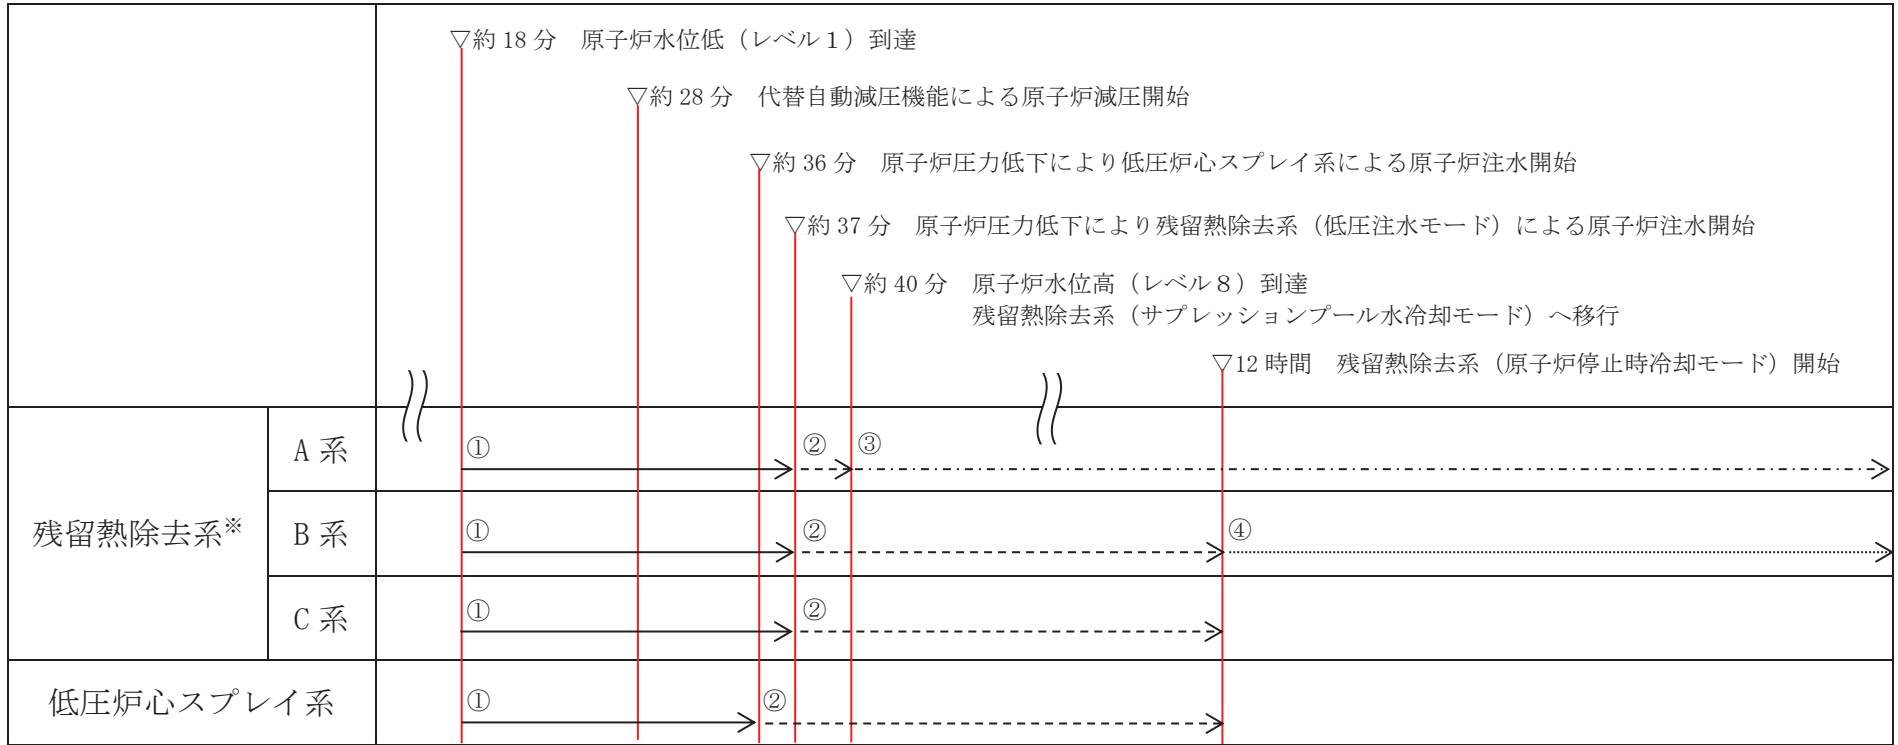 ▽約 18 分　原子炉水位低（レベル１）到達
▽約 28 分　代替自動減圧機能による原子炉減圧開始
▽約 36 分　原子炉圧力低下により低圧炉心スプレイ系による原子炉注水開始
▽約 37 分　原子炉圧力低下により残留熱除去系（低圧注水モード）による原子炉注水開始
▽約 40 分　原子炉水位高（レベル８）到達
残留熱除去系（サプレッションプール水冷却モード）へ移行
▽12 時間　残留熱除去系（原子炉停止時冷却モード）開始
残留熱除去系※
A 系
① ② ③
B 系
① ② ④
C 系
① ②
低圧炉心スプレイ系
① ②